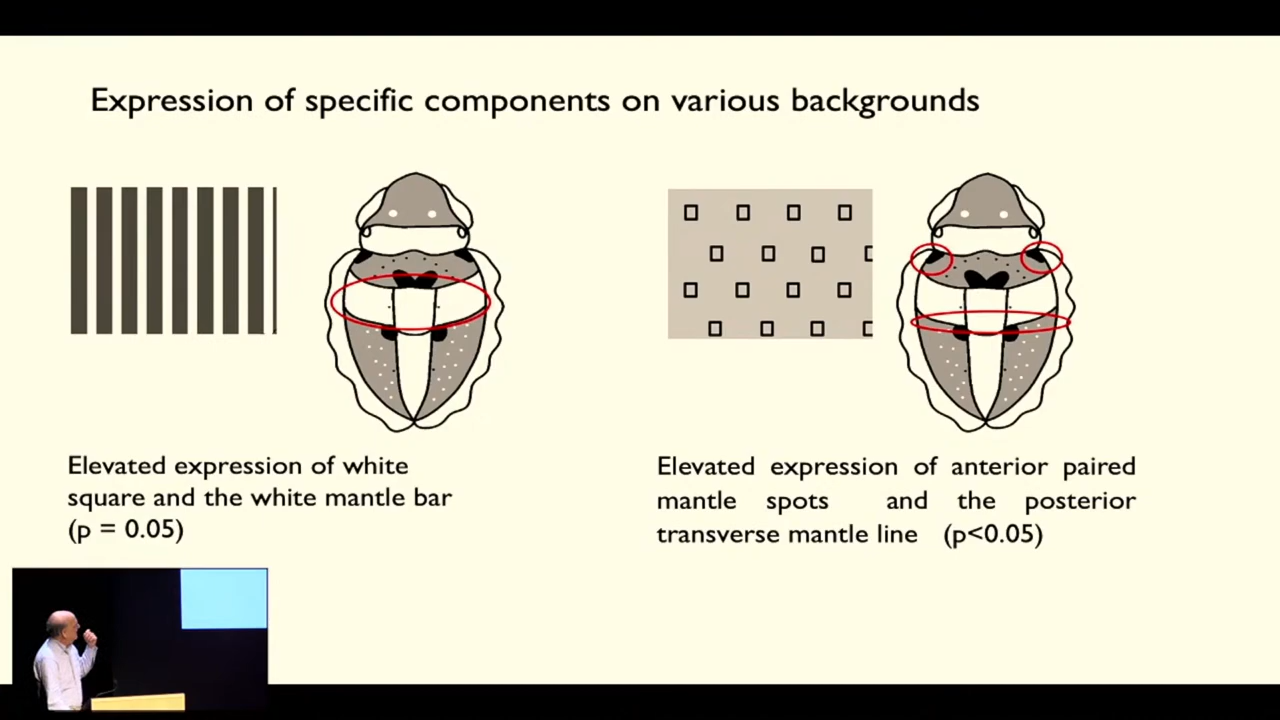 Expression of specific components on various backgrounds
Elevated expression of white
square and the white mantle bar
(p = 0.05)
Elevated expression of anterior paired
mantle spots and the posterior
transverse mantle line (p<0.05)